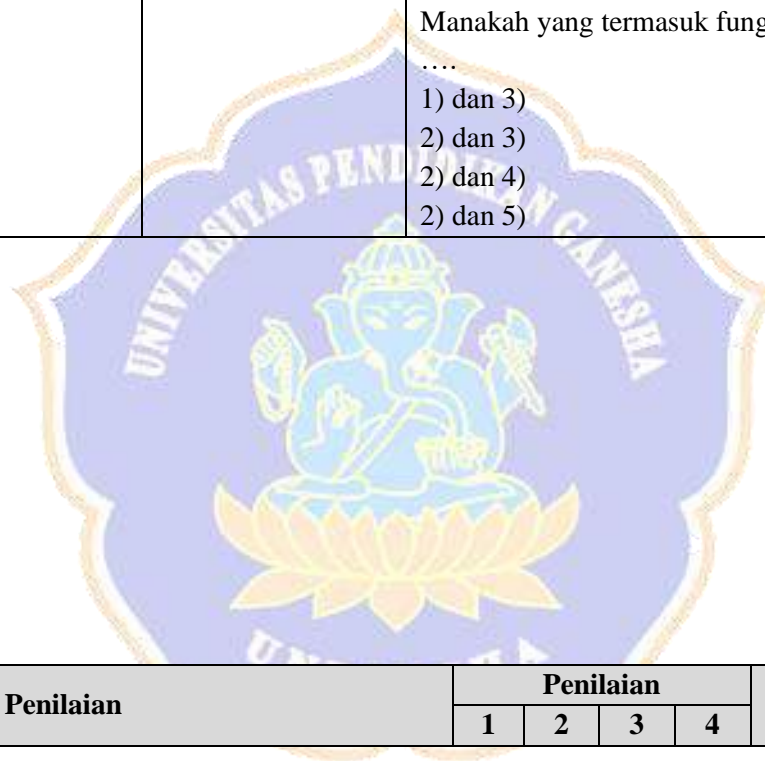 Manakah yang termasuk
….
1) dan 3)
2) dan 3)
2) dan 4)
2) dan 5)
UNIVERSITAS PENDIDIKAN GANESHA
Penilaian
Penilaian
1 2 3 4